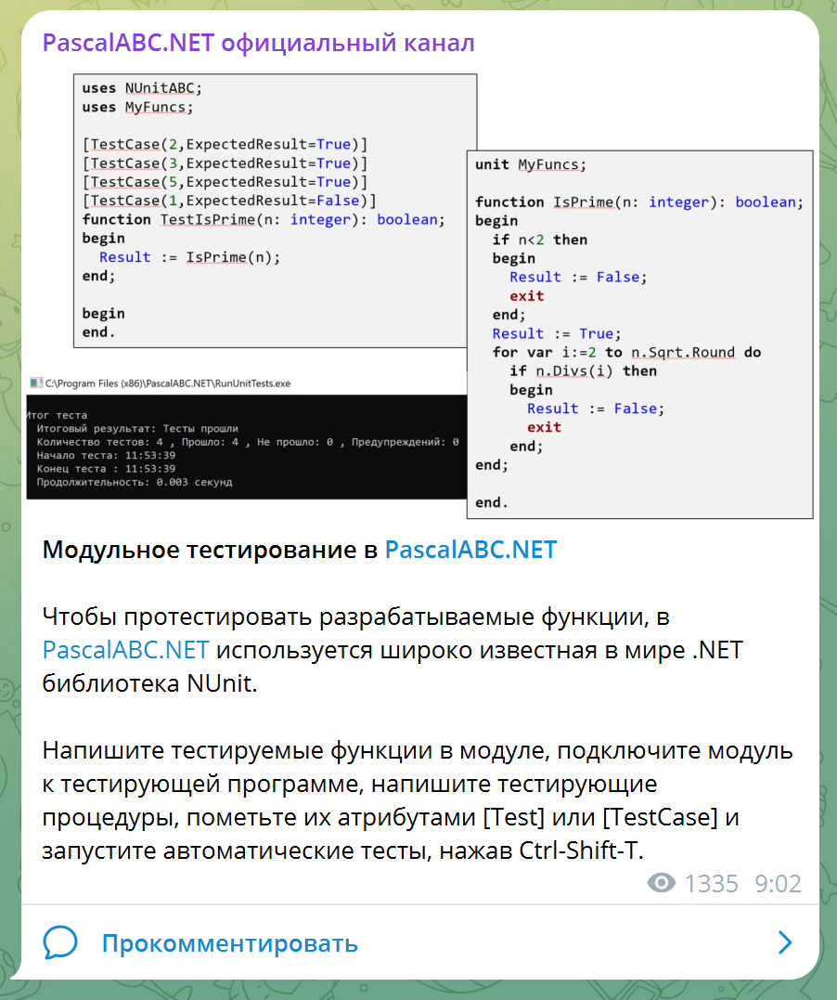 PascalABC.NET официальный канал
uses NUnitABC;
uses MyFuncs;
[TestCase(2,ExpectedResult=True)]
[TestCase(3,ExpectedResult=True)]
[TestCase(5,ExpectedResult=True)]
[TestCase(1,ExpectedResult=False)]
function TestIsPrime(n: integer): boolean;
begin
Result := IsPrime(n);
end;
begin
end.
unit MyFuncs;
function IsPrime(n: integer): boolean;
begin
if n<2 then
begin
Result := False;
exit
end;
Result := True;
for var i:=2 to n.Sqrt.Round do
if n.Divs(i) then
begin
Result := False;
exit
end;
end;
end.
C:\Program Files (x86)\PascalABC.NET\RunUnitTests.exe
Итог теста
Итоговый результат: Тесты прошли
Количество тестов: 4 , Прошло: 4 , Не прошло: 0 , Предупреждений: 0
Начало теста: 11:53:39
Конец теста : 11:53:39
Продолжительность: 0.003 секунд
Модульное тестирование в PascalABC.NET
Чтобы протестировать разрабатываемые функции, в
PascalABC.NET используется широко известная в мире .NET
библиотека NUnit.
Напишите тестируемые функции в модуле, подключите модуль
к тестирующей программе, напишите тестирующие
процедуры, пометьте их атрибутами [Test] или [TestCase] и
запустите автоматические тесты, нажав Ctrl-Shift-T.
1335 9:02
Прокомментировать